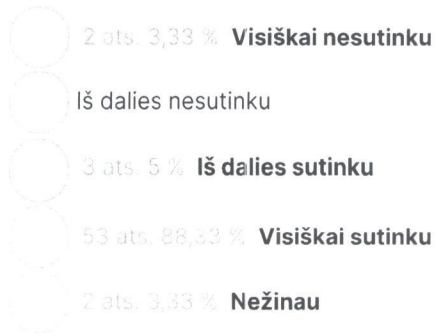 2 ats. 3,33 % Visiškai nesutinku
Iš dalies nesutinku
3 ats. 5 % Iš dalies sutinku
53 ats. 88,33 % Visiškai sutinku
2 ats. 3,33 % Nežinau